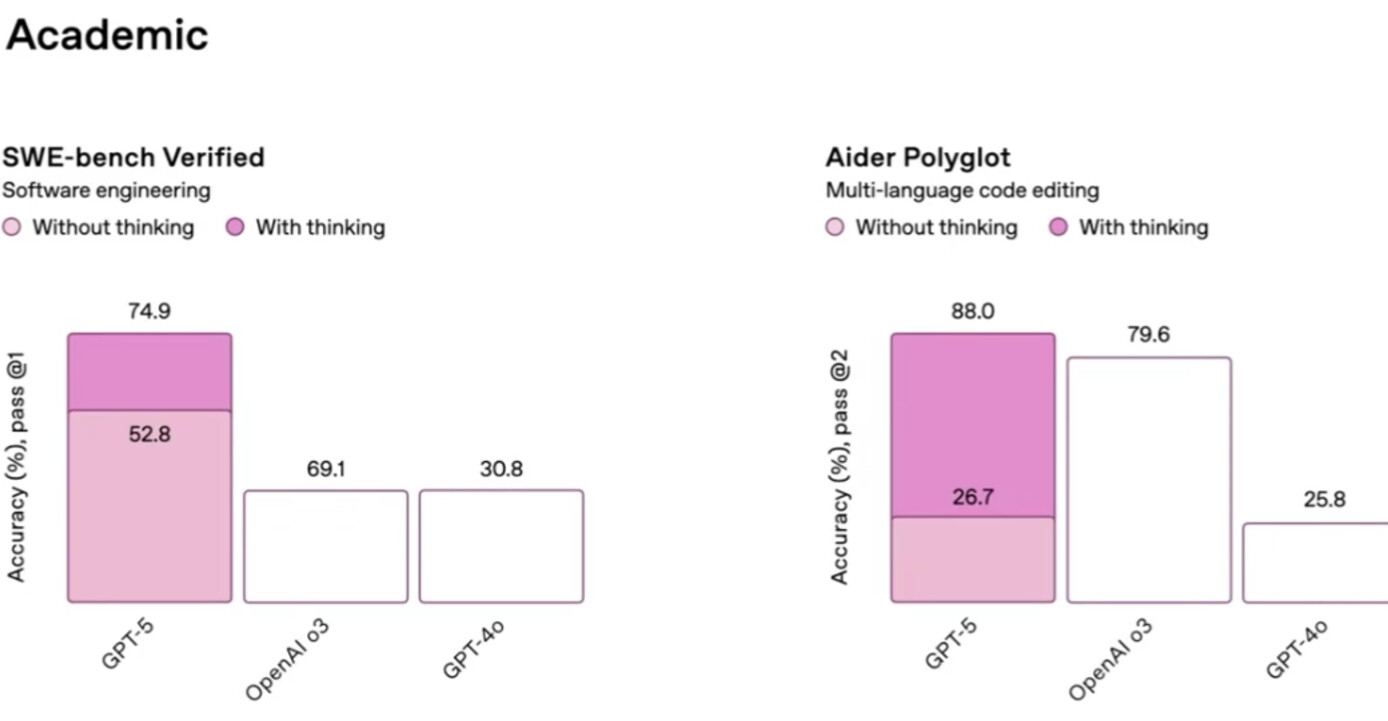 Academic
SWE-bench Verified
Software engineering
Without thinking
With thinking
Accuracy (%), pass @1
74.9
52.8
69.1
30.8
GPT-5
OpenAI o3
GPT-4o
Aider Polyglot
Multi-language code editing
Without thinking
With thinking
Accuracy (%), pass @2
88.0
26.7
79.6
25.8
GPT-5
OpenAI o3
GPT-4o